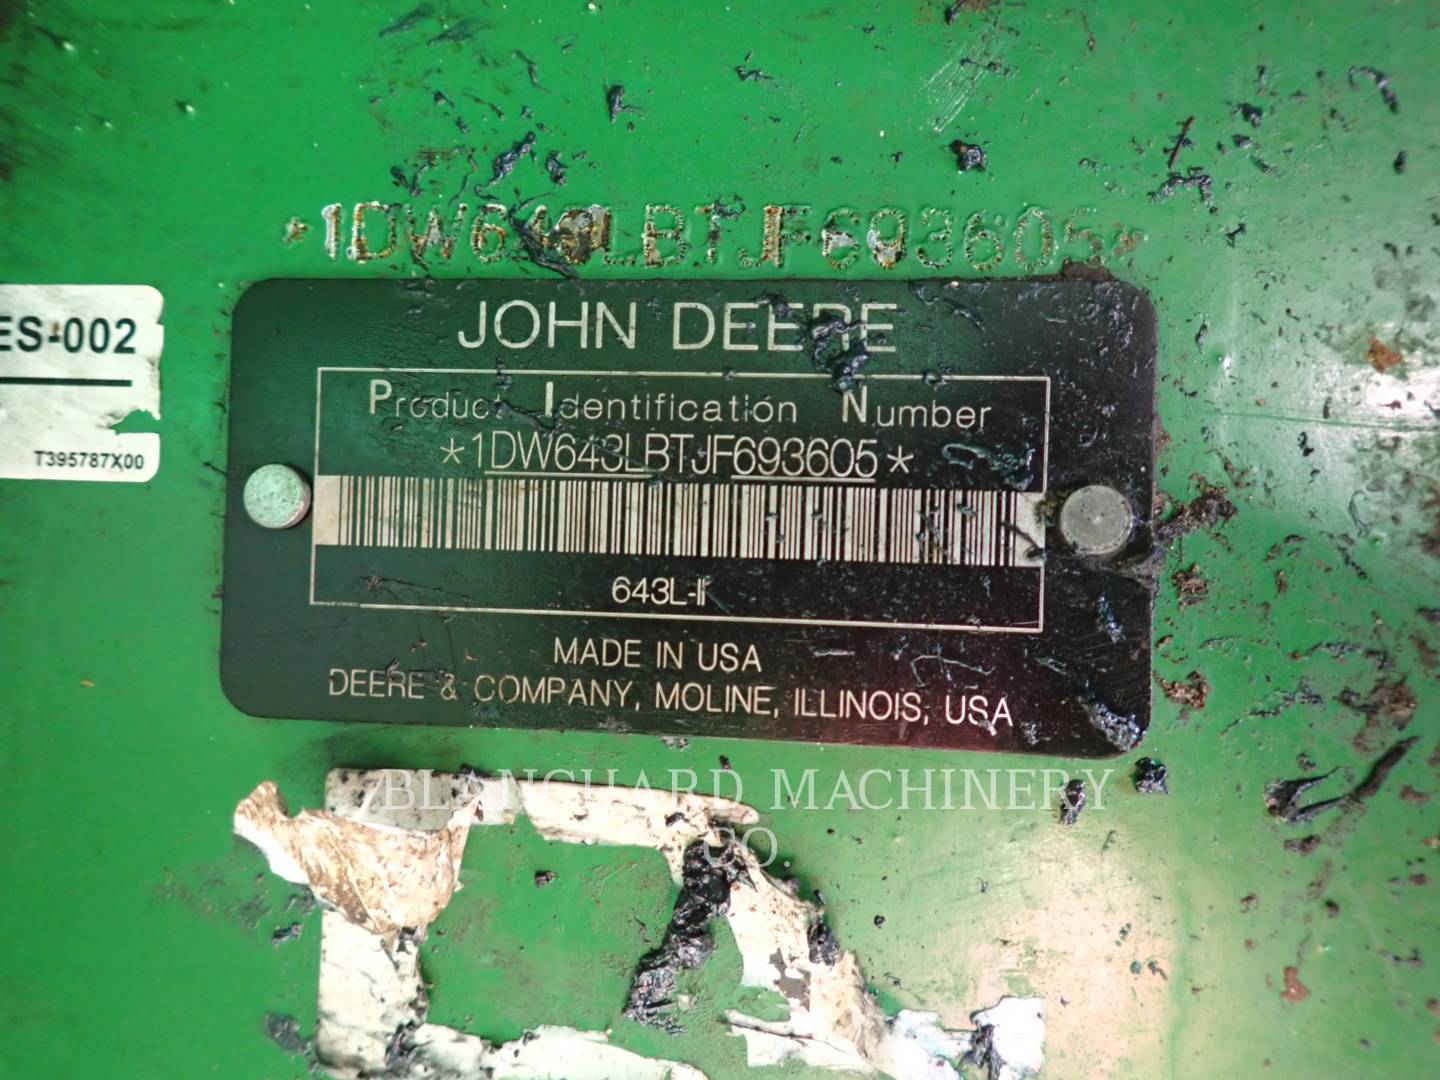 *1DW643LBTJF693605*
JOHN DEERE
ES-002
Product Identification Number
*1DW643LBTJF693605*
T395787X00
643L-II
MADE IN USA
DEERE & COMPANY, MOLINE, ILLINOIS, USA
BLANCHARD MACHINERY
CO.